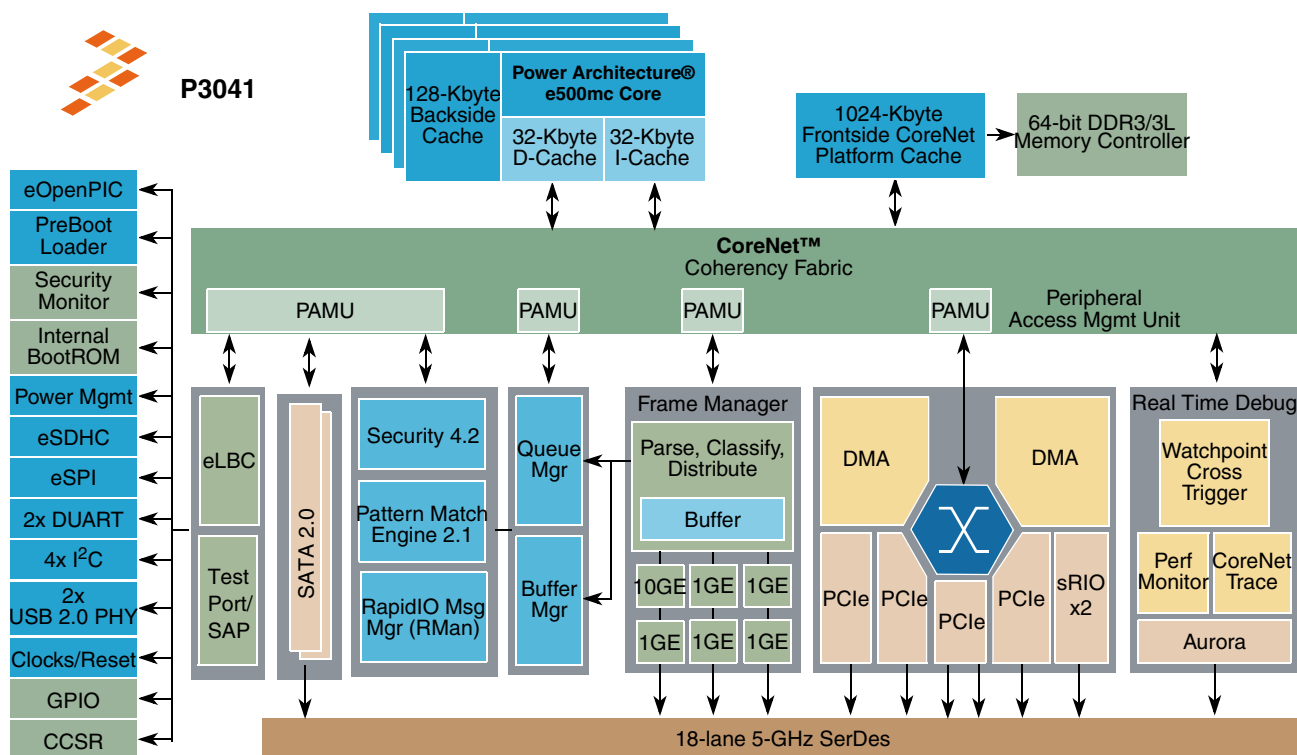 P3041
128-Kbyte
Backside
Cache
Power Architecture®
e500mc Core
32-Kbyte
D-Cache
32-Kbyte
I-Cache
1024-Kbyte
Frontside CoreNet
Platform Cache
64-bit DDR3/3L
Memory Controller
eOpenPIC
PreBoot
Loader
Security
Monitor
Internal
BootROM
Power Mgmt
eSDHC
eSPI
2x DUART
4x I²C
2x
USB 2.0 PHY
Clocks/Reset
GPIO
CCSR
CoreNet™
Coherency Fabric
PAMU
PAMU
PAMU
PAMU
Peripheral
Access Mgmt Unit
eLBC
Test
Port/
SAP
SATA 2.0
Security 4.2
Pattern Match
Engine 2.1
RapidIO Msg
Mgr (RMan)
Queue
Mgr
Buffer
Mgr
Frame Manager
Parse, Classify,
Distribute
Buffer
10GE
1GE
1GE
1GE
1GE
1GE
DMA
DMA
PCIe
PCIe
PCIe
PCIe
sRIO
x2
Real Time Debug
Watchpoint
Cross
Trigger
Perf
Monitor
CoreNet
Trace
Aurora
18-lane 5-GHz SerDes